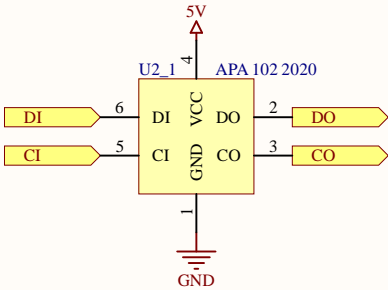 5V
4
U2_1 APA 102 2020
DI 6 DI VCC DO 2 DO
CI 5 CI GND CO 3 CO
1
GND